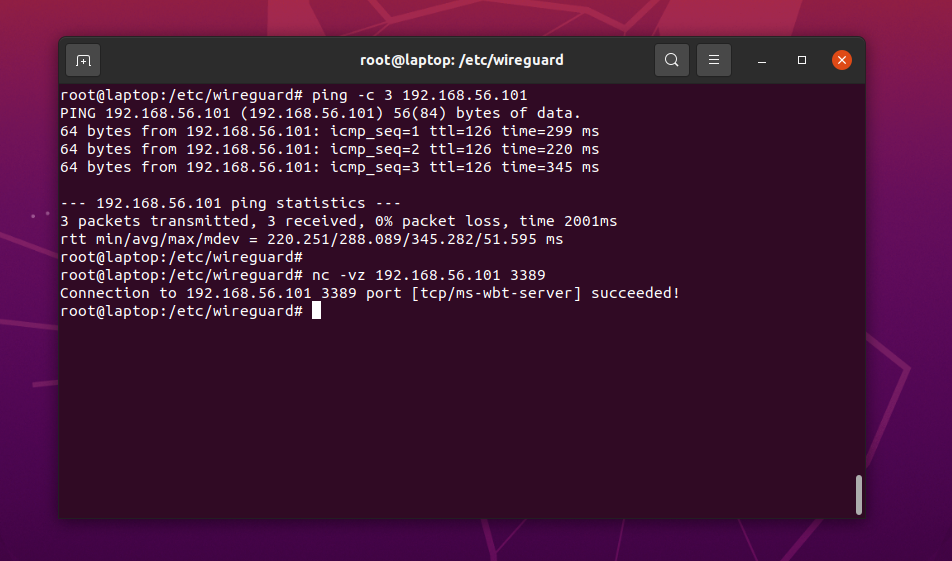 root@laptop: /etc/wireguard
root@laptop:/etc/wireguard# ping -c 3 192.168.56.101
PING 192.168.56.101 (192.168.56.101) 56(84) bytes of data.
64 bytes from 192.168.56.101: icmp_seq=1 ttl=126 time=299 ms
64 bytes from 192.168.56.101: icmp_seq=2 ttl=126 time=220 ms
64 bytes from 192.168.56.101: icmp_seq=3 ttl=126 time=345 ms
--- 192.168.56.101 ping statistics ---
3 packets transmitted, 3 received, 0% packet loss, time 2001ms
rtt min/avg/max/mdev = 220.251/288.089/345.282/51.595 ms
root@laptop:/etc/wireguard#
root@laptop:/etc/wireguard# nc -vz 192.168.56.101 3389
Connection to 192.168.56.101 3389 port [tcp/ms-wbt-server] succeeded!
root@laptop:/etc/wireguard#